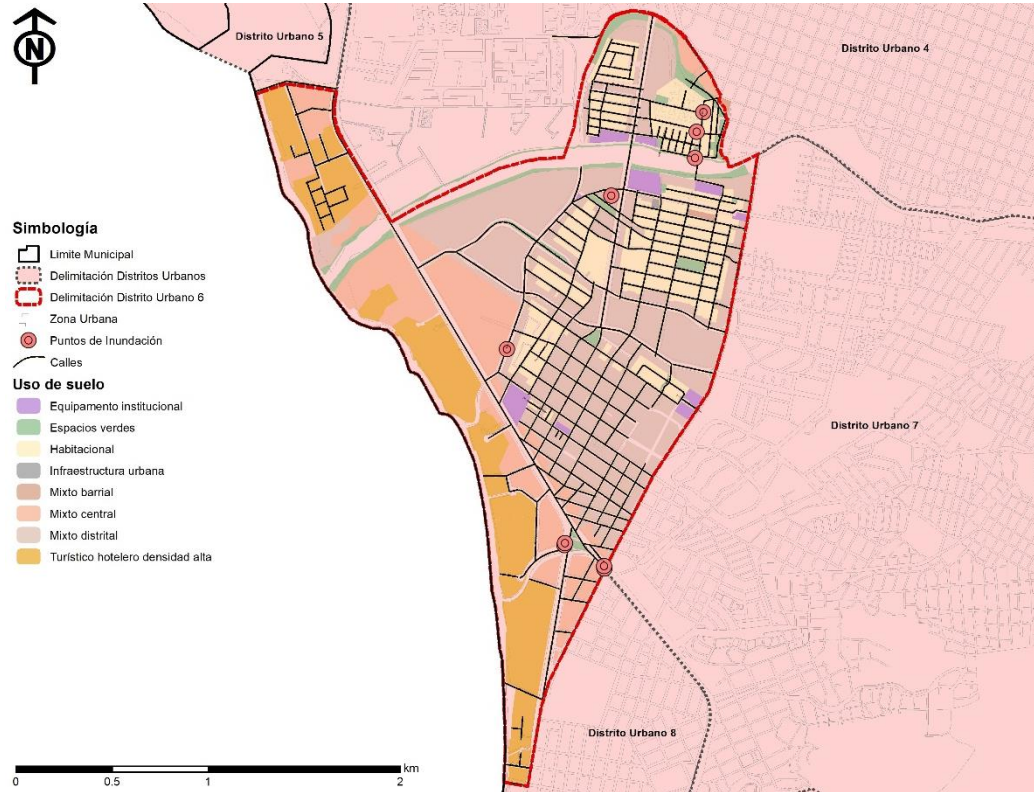 N
Distrito Urbano 5
Distrito Urbano 4
Simbología
Limite Municipal
Delimitación Distritos Urbanos
Delimitación Distrito Urbano 6
Zona Urbana
Puntos de Inundación
Calles
Uso de suelo
Equipamento institucional
Espacios verdes
Habitacional
Infraestructura urbana
Mixto barrial
Mixto central
Mixto distrital
Turístico hotelero densidad alta
Distrito Urbano 7
Distrito Urbano 8
km
0 0.5 1 2